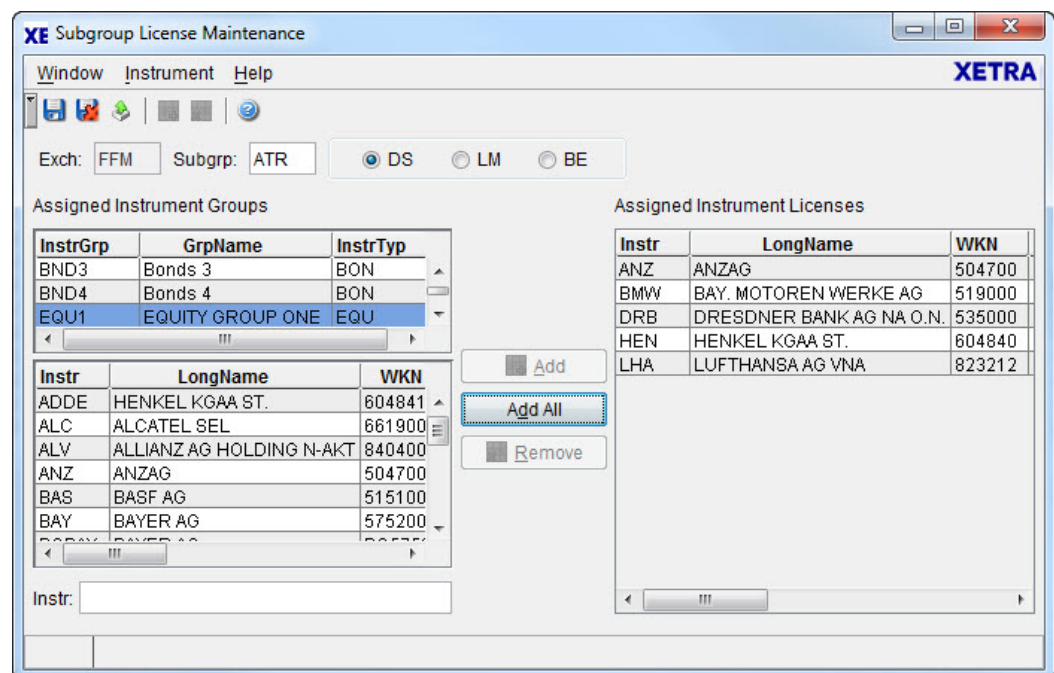 XE Subgroup License Maintenance
Window Instrument Help XETRA
Exch: FFM Subgrp: ATR DS LM BE
Assigned Instrument Groups
InstrGrp GrpName InstrTyp
BND3 Bonds 3 BON
BND4 Bonds 4 BON
EQU1 EQUITY GROUP ONE EQU
Instr LongName WKN
ADDE HENKEL KGAA ST. 604841
ALC ALCATEL SEL 661900
ALV ALLIANZ AG HOLDING N-AKT 840400
ANZ ANZAG 504700
BAS BASF AG 515100
BAY BAYER AG 575200
Instr:
Add
Add All
Remove
Assigned Instrument Licenses
Instr LongName WKN
ANZ ANZAG 504700
BMW BAY. MOTOREN WERKE AG 519000
DRB DRESDNER BANK AG NA O.N. 535000
HEN HENKEL KGAA ST. 604840
LHA LUFTHANSA AG VNA 823212